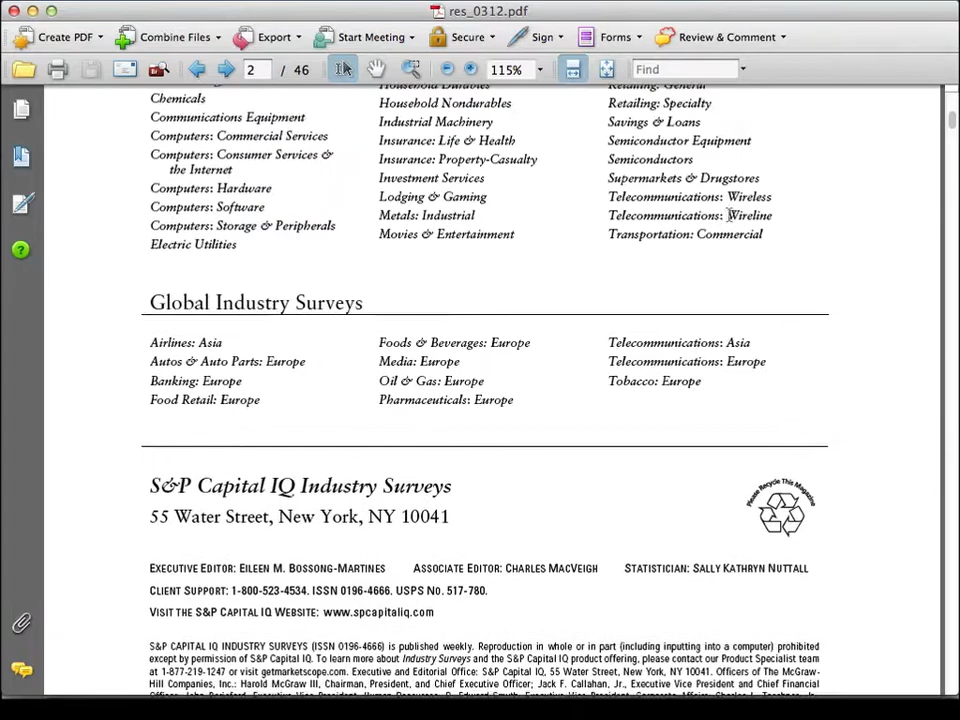 res_0312.pdf
Create PDF
Combine Files
Export
Start Meeting
Secure
Sign
Forms
Review & Comment
2 / 46
115%
Find
Household Durables
Retailing: General
Chemicals
Communications Equipment
Computers: Commercial Services
Computers: Consumer Services &
the Internet
Computers: Hardware
Computers: Software
Computers: Storage & Peripherals
Electric Utilities
Household Nondurables
Industrial Machinery
Insurance: Life & Health
Insurance: Property-Casualty
Investment Services
Lodging & Gaming
Metals: Industrial
Movies & Entertainment
Retailing: Specialty
Savings & Loans
Semiconductor Equipment
Semiconductors
Supermarkets & Drugstores
Telecommunications: Wireless
Telecommunications: Wireline
Transportation: Commercial
Global Industry Surveys
Airlines: Asia
Autos & Auto Parts: Europe
Banking: Europe
Food Retail: Europe
Foods & Beverages: Europe
Media: Europe
Oil & Gas: Europe
Pharmaceuticals: Europe
Telecommunications: Asia
Telecommunications: Europe
Tobacco: Europe
S&P Capital IQ Industry Surveys
55 Water Street, New York, NY 10041
Please Recycle This Magazine
EXECUTIVE EDITOR: EILEEN M. BOSSONG-MARTINES ASSOCIATE EDITOR: CHARLES MACVEIGH STATISTICIAN: SALLY KATHRYN NUTTALL
CLIENT SUPPORT: 1-800-523-4534. ISSN 0196-4666. USPS NO. 517-780.
VISIT THE S&P CAPITAL IQ WEBSITE: www.spcapitaliq.com
S&P CAPITAL IQ INDUSTRY SURVEYS (ISSN 0196-4666) is published weekly. Reproduction in whole or in part (including inputting into a computer) prohibited
except by permission of S&P Capital IQ. To learn more about Industry Surveys and the S&P Capital IQ product offering, please contact our Product Specialist team
at 1-877-219-1247 or visit getmarketscope.com. Executive and Editorial Office: S&P Capital IQ, 55 Water Street, New York, NY 10041. Officers of The McGraw-
Hill Companies, Inc.: Harold McGraw III, Chairman, President, and Chief Executive Officer; Jack F. Callahan, Jr., Executive Vice President and Chief Financial